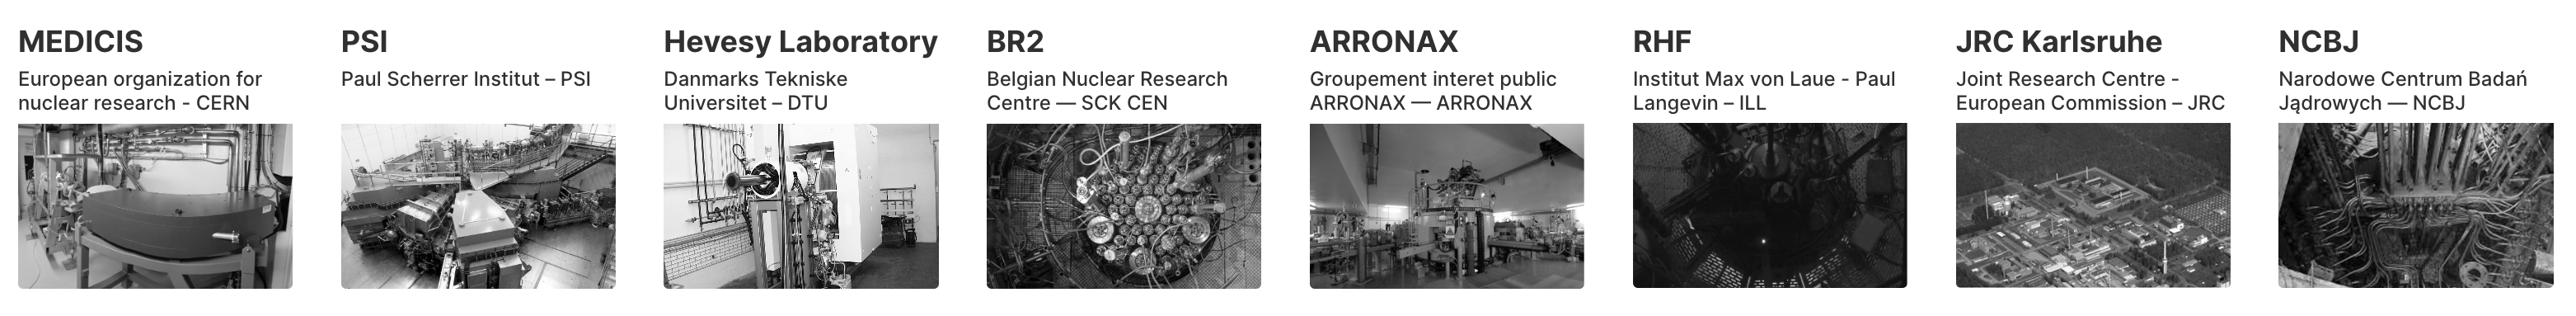 MEDICIS
European organization for
nuclear research - CERN
PSI
Paul Scherrer Institut – PSI
Hevesy Laboratory
Danmarks Tekniske
Universitet – DTU
BR2
Belgian Nuclear Research
Centre — SCK CEN
ARRONAX
Groupement interet public
ARRONAX — ARRONAX
RHF
Institut Max von Laue - Paul
Langevin – ILL
JRC Karlsruhe
Joint Research Centre -
European Commission – JRC
NCBJ
Narodowe Centrum Badań
Jądrowych — NCBJ